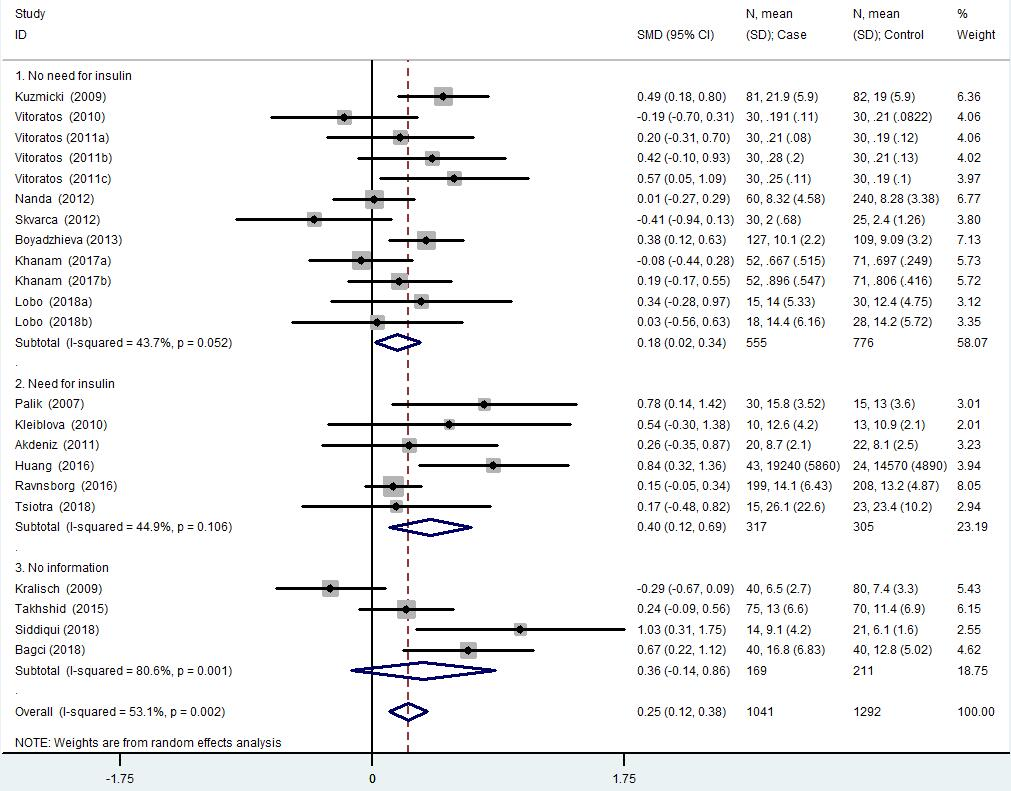 Study N, mean N, mean %
ID SMD (95% CI) (SD); Case (SD); Control Weight
1. No need for insulin
Kuzmicki (2009) 0.49 (0.18, 0.80) 81, 21.9 (5.9) 82, 19 (5.9) 6.36
Vitoratos (2010) -0.19 (-0.70, 0.31) 30, .191 (.11) 30, .21 (.0822) 4.06
Vitoratos (2011a) 0.20 (-0.31, 0.70) 30, .21 (.08) 30, .19 (.12) 4.06
Vitoratos (2011b) 0.42 (-0.10, 0.93) 30, .28 (.2) 30, .21 (.13) 4.02
Vitoratos (2011c) 0.57 (0.05, 1.09) 30, .25 (.11) 30, .19 (.1) 3.97
Nanda (2012) 0.01 (-0.27, 0.29) 60, 8.32 (4.58) 240, 8.28 (3.38) 6.77
Skvarca (2012) -0.41 (-0.94, 0.13) 30, 2 (.68) 25, 2.4 (1.26) 3.80
Boyadzhieva (2013) 0.38 (0.12, 0.63) 127, 10.1 (2.2) 109, 9.09 (3.2) 7.13
Khanam (2017a) -0.08 (-0.44, 0.28) 52, .667 (.515) 71, .697 (.249) 5.73
Khanam (2017b) 0.19 (-0.17, 0.55) 52, .896 (.547) 71, .806 (.416) 5.72
Lobo (2018a) 0.34 (-0.28, 0.97) 15, 14 (5.33) 30, 12.4 (4.75) 3.12
Lobo (2018b) 0.03 (-0.56, 0.63) 18, 14.4 (6.16) 28, 14.2 (5.72) 3.35
Subtotal (I-squared = 43.7%, p = 0.052) 0.18 (0.02, 0.34) 555 776 58.07
.
2. Need for insulin
Palik (2007) 0.78 (0.14, 1.42) 30, 15.8 (3.52) 15, 13 (3.6) 3.01
Kleiblova (2010) 0.54 (-0.30, 1.38) 10, 12.6 (4.2) 13, 10.9 (2.1) 2.01
Akdeniz (2011) 0.26 (-0.35, 0.87) 20, 8.7 (2.1) 22, 8.1 (2.5) 3.23
Huang (2016) 0.84 (0.32, 1.36) 43, 19240 (5860) 24, 14570 (4890) 3.94
Ravnsborg (2016) 0.15 (-0.05, 0.34) 199, 14.1 (6.43) 208, 13.2 (4.87) 8.05
Tsiotra (2018) 0.17 (-0.48, 0.82) 15, 26.1 (22.6) 23, 23.4 (10.2) 2.94
Subtotal (I-squared = 44.9%, p = 0.106) 0.40 (0.12, 0.69) 317 305 23.19
.
3. No information
Kralisch (2009) -0.29 (-0.67, 0.09) 40, 6.5 (2.7) 80, 7.4 (3.3) 5.43
Takhshid (2015) 0.24 (-0.09, 0.56) 75, 13 (6.6) 70, 11.4 (6.9) 6.15
Siddiqui (2018) 1.03 (0.31, 1.75) 14, 9.1 (4.2) 21, 6.1 (1.6) 2.55
Bagci (2018) 0.67 (0.22, 1.12) 40, 16.8 (6.83) 40, 12.8 (5.02) 4.62
Subtotal (I-squared = 80.6%, p = 0.001) 0.36 (-0.14, 0.86) 169 211 18.75
.
Overall (I-squared = 53.1%, p = 0.002) 0.25 (0.12, 0.38) 1041 1292 100.00
NOTE: Weights are from random effects analysis
-1.75 0 1.75